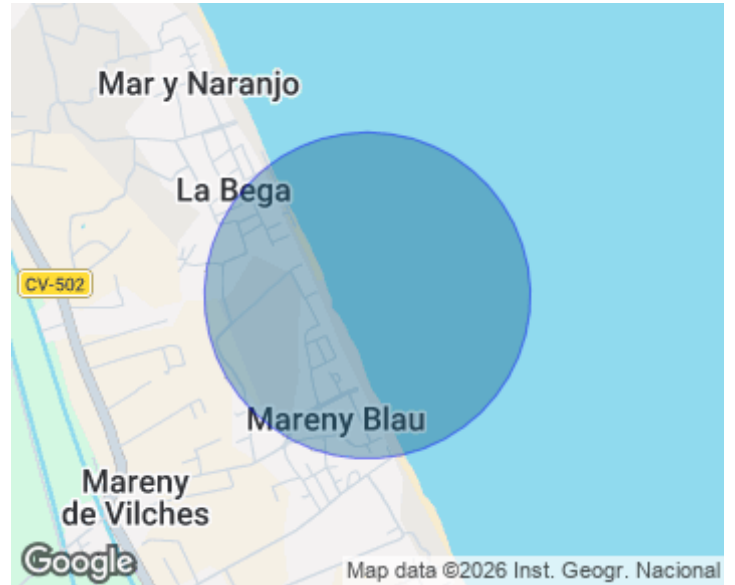 Mar y Naranjo
La Bega
CV-502
Mareny Blau
Mareny
de Vilches
Google
Map data ©2026 Inst. Geogr. Nacional